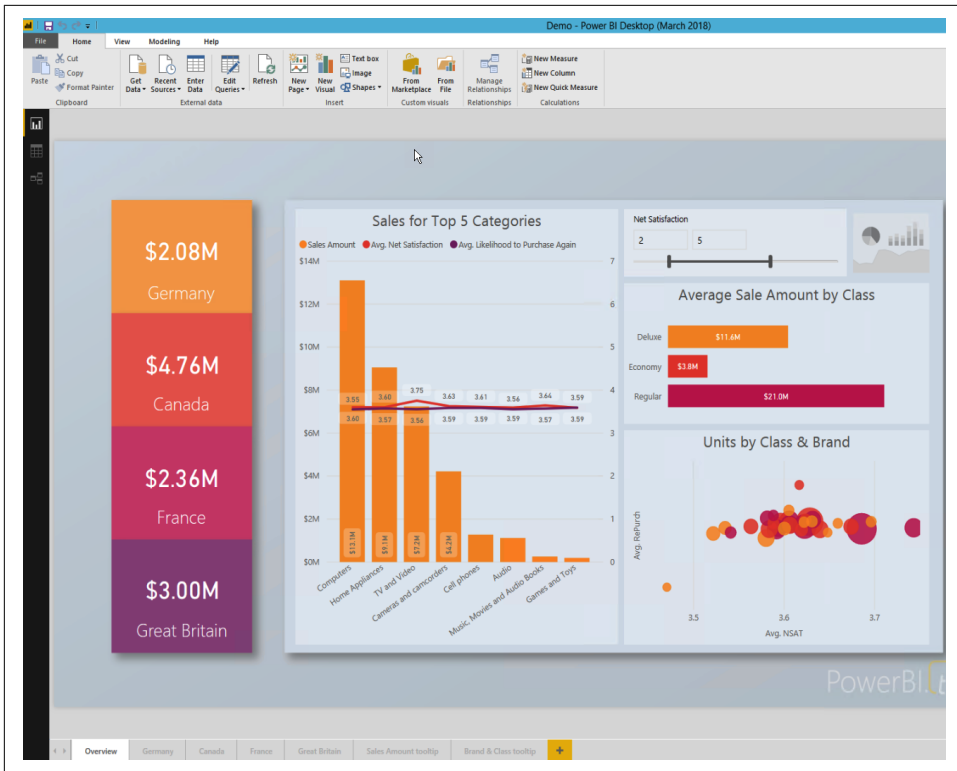 Demo - Power BI Desktop (March 2018)
File Home View Modeling Help
Paste
Cut
Copy
Format Painter
Clipboard
Get Data
Recent Sources
Enter Data
Edit Queries
Refresh
External data
New Page
New Visual
Text box
Image
Shapes
Insert
From Marketplace
From File
Custom visuals
Manage Relationships
Relationships
New Measure
New Column
New Quick Measure
Calculations
$2.08M
Germany
$4.76M
Canada
$2.36M
France
$3.00M
Great Britain
Sales for Top 5 Categories
Sales Amount Avg. Net Satisfaction Avg. Likelihood to Purchase Again
$14M 7
$12M 6
$10M 5
$8M 4
$6M 3
$4M 2
$2M 1
$0M 0
3.55 3.60 3.75 3.63 3.61 3.56 3.64 3.59
3.60 3.57 3.56 3.59 3.59 3.59 3.57 3.59
$13.1M $9.1M $7.2M $4.2M
Computers
Home Appliances
TV and Video
Cameras and camcorders
Cell phones
Audio
Music, Movies and Audio Books
Games and Toys
Net Satisfaction
2 5
Average Sale Amount by Class
Deluxe $11.6M
Economy $3.8M
Regular $21.0M
Units by Class & Brand
Avg. RePurch
3.5 3.6 3.7
Avg. NSAT
PowerBI.
Overview Germany Canada France Great Britain Sales Amount tooltip Brand & Class tooltip +